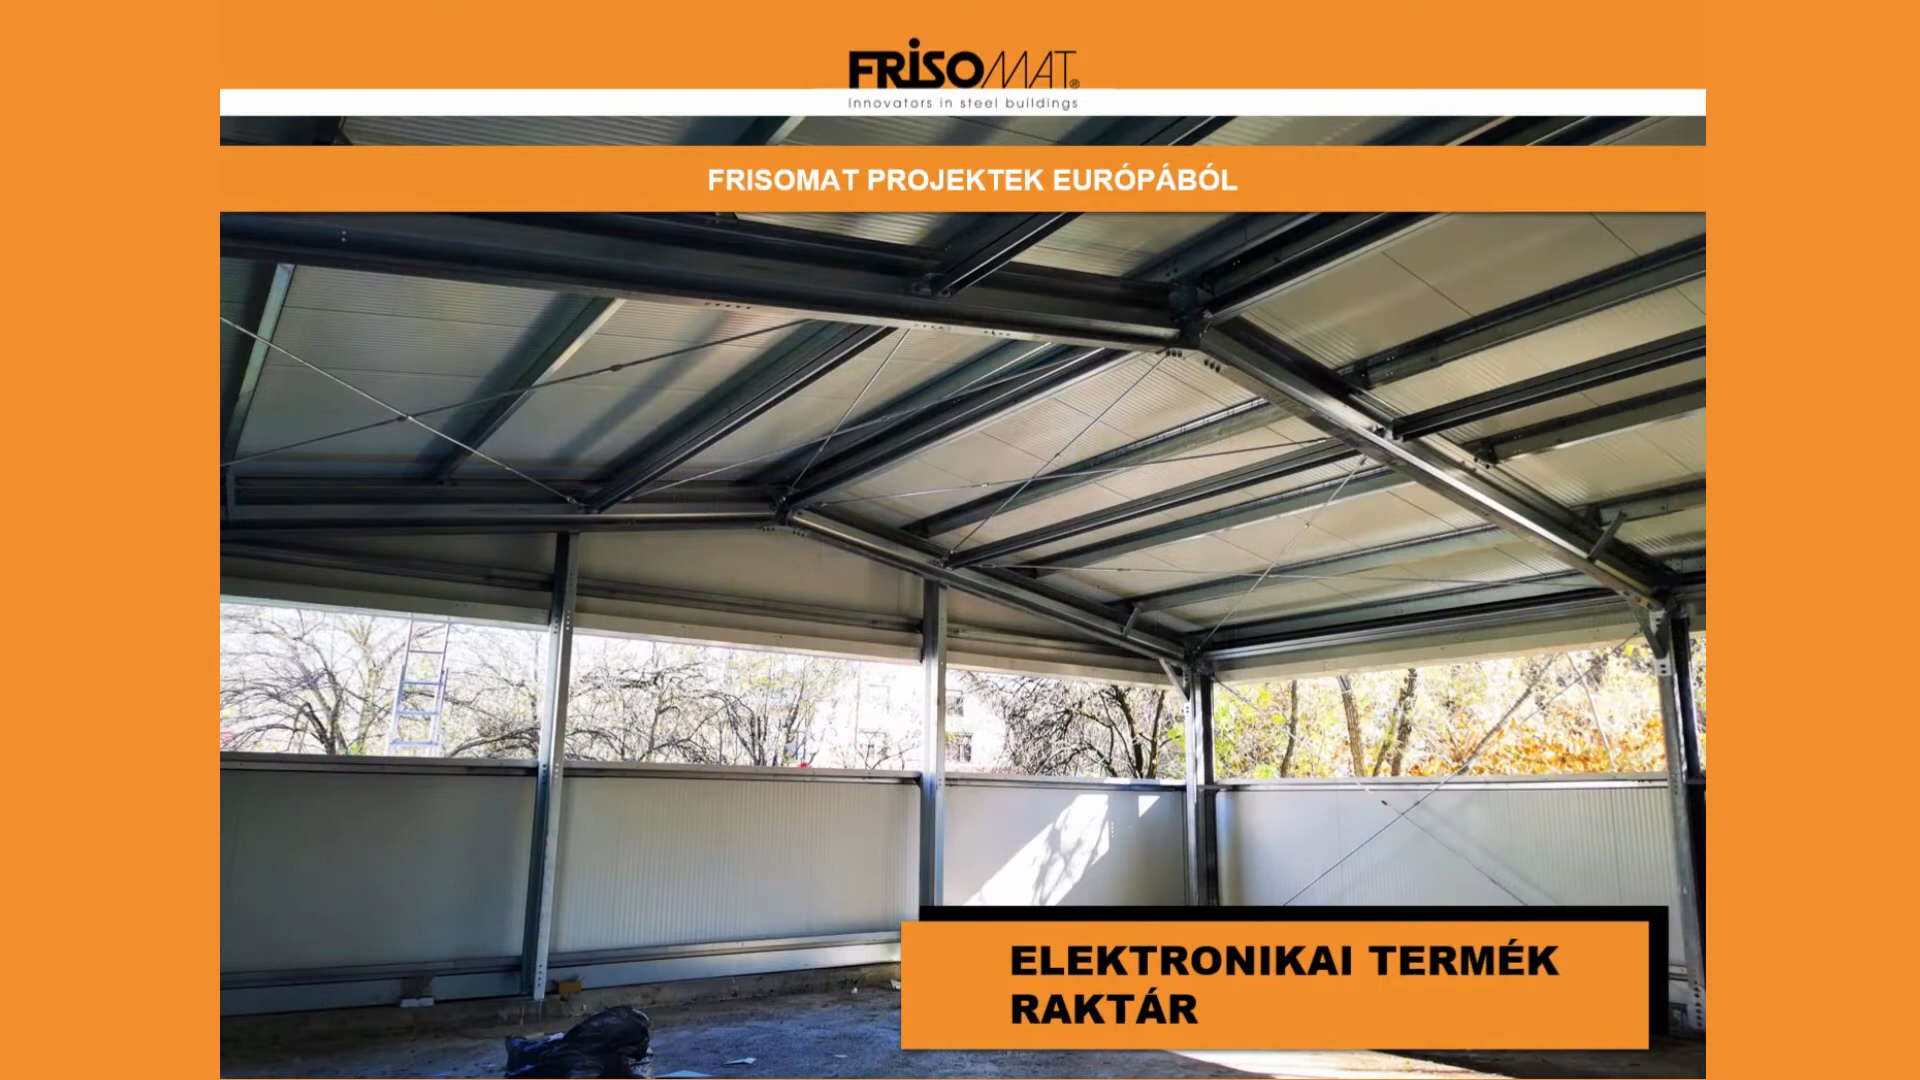 FRISOMAT®
Innovators in steel buildings
FRISOMAT PROJEKTEK EURÓPÁBÓL
ELEKTRONIKAI TERMÉK
RAKTÁR